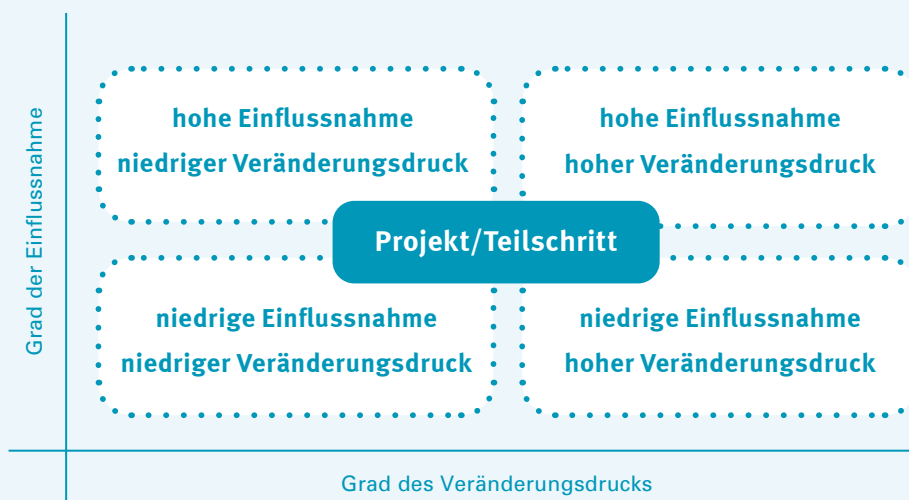 Grad der Einflussnahme
hohe Einflussnahme
niedriger Veränderungsdruck
hohe Einflussnahme
hoher Veränderungsdruck
Projekt/Teilschritt
niedrige Einflussnahme
niedriger Veränderungsdruck
niedrige Einflussnahme
hoher Veränderungsdruck
Grad des Veränderungsdrucks